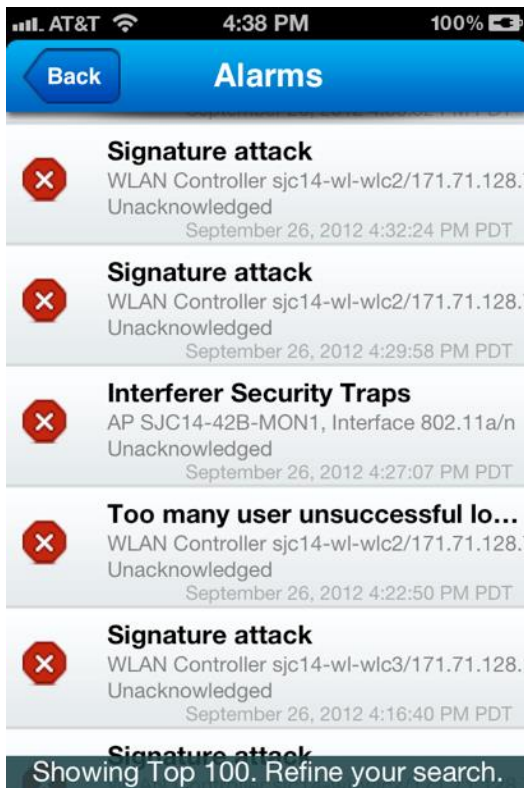 AT&T 4:38 PM 100%
Back Alarms
Signature attack
WLAN Controller sjc14-wl-wlc2/171.71.128.
Unacknowledged
September 26, 2012 4:32:24 PM PDT
Signature attack
WLAN Controller sjc14-wl-wlc2/171.71.128.
Unacknowledged
September 26, 2012 4:29:58 PM PDT
Interferer Security Traps
AP SJC14-42B-MON1, Interface 802.11a/n
Unacknowledged
September 26, 2012 4:27:07 PM PDT
Too many user unsuccessful lo...
WLAN Controller sjc14-wl-wlc2/171.71.128.
Unacknowledged
September 26, 2012 4:22:50 PM PDT
Signature attack
WLAN Controller sjc14-wl-wlc3/171.71.128.
Unacknowledged
September 26, 2012 4:16:40 PM PDT
Signature attack
Showing Top 100. Refine your search.